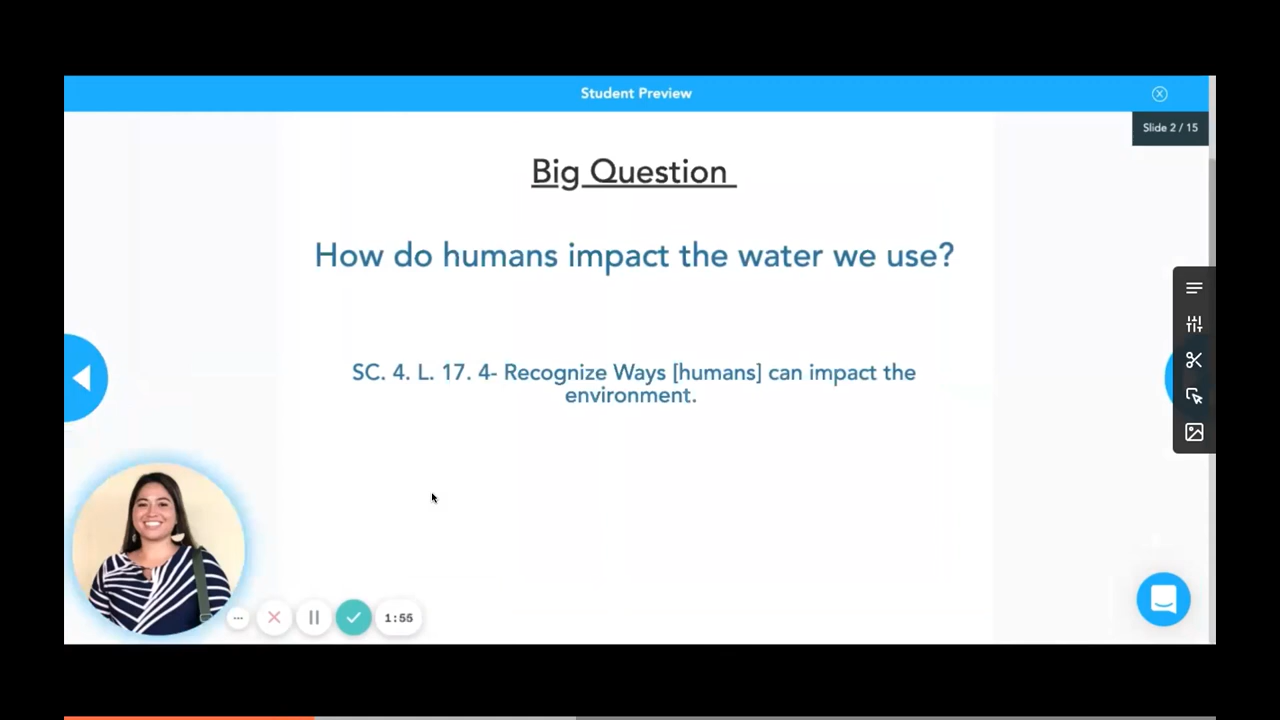 Student Preview
Slide 2 / 15
Big Question
How do humans impact the water we use?
SC. 4. L. 17. 4- Recognize Ways [humans] can impact the
environment.
1:55